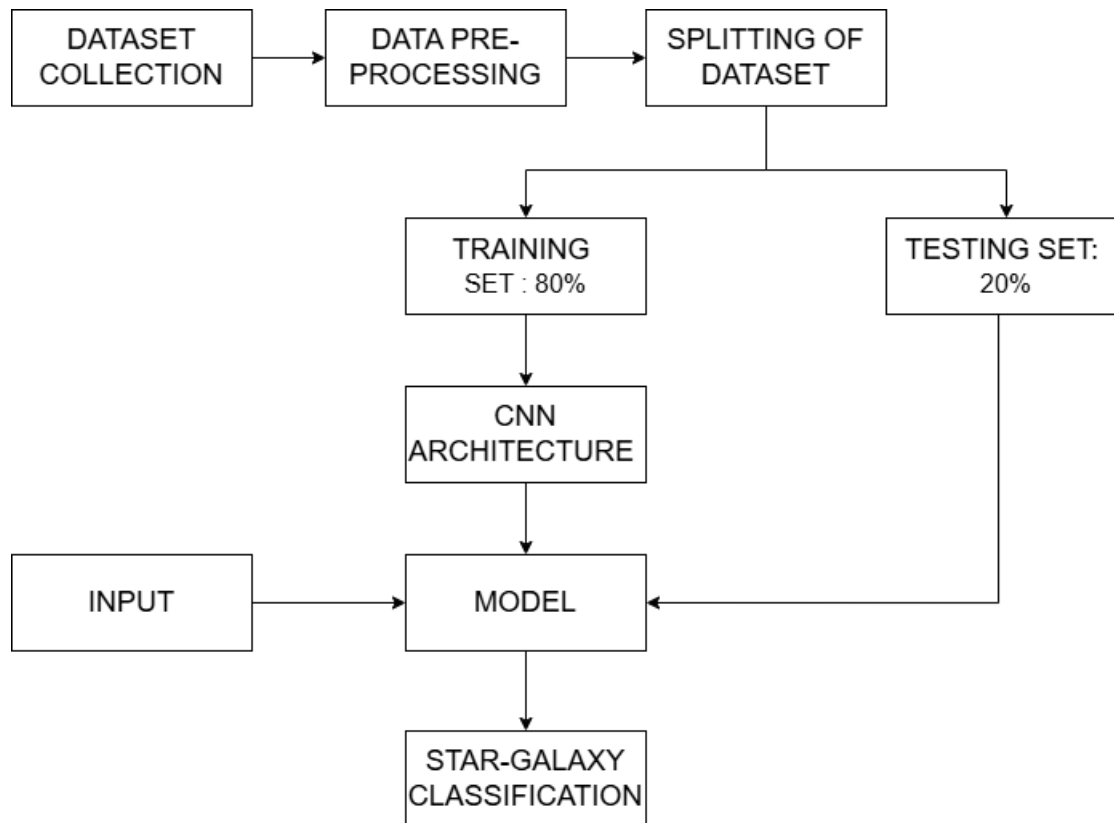 DATASET
COLLECTION
DATA PRE-
PROCESSING
SPLITTING OF
DATASET
TRAINING
SET : 80%
TESTING SET:
20%
CNN
ARCHITECTURE
INPUT
MODEL
STAR-GALAXY
CLASSIFICATION